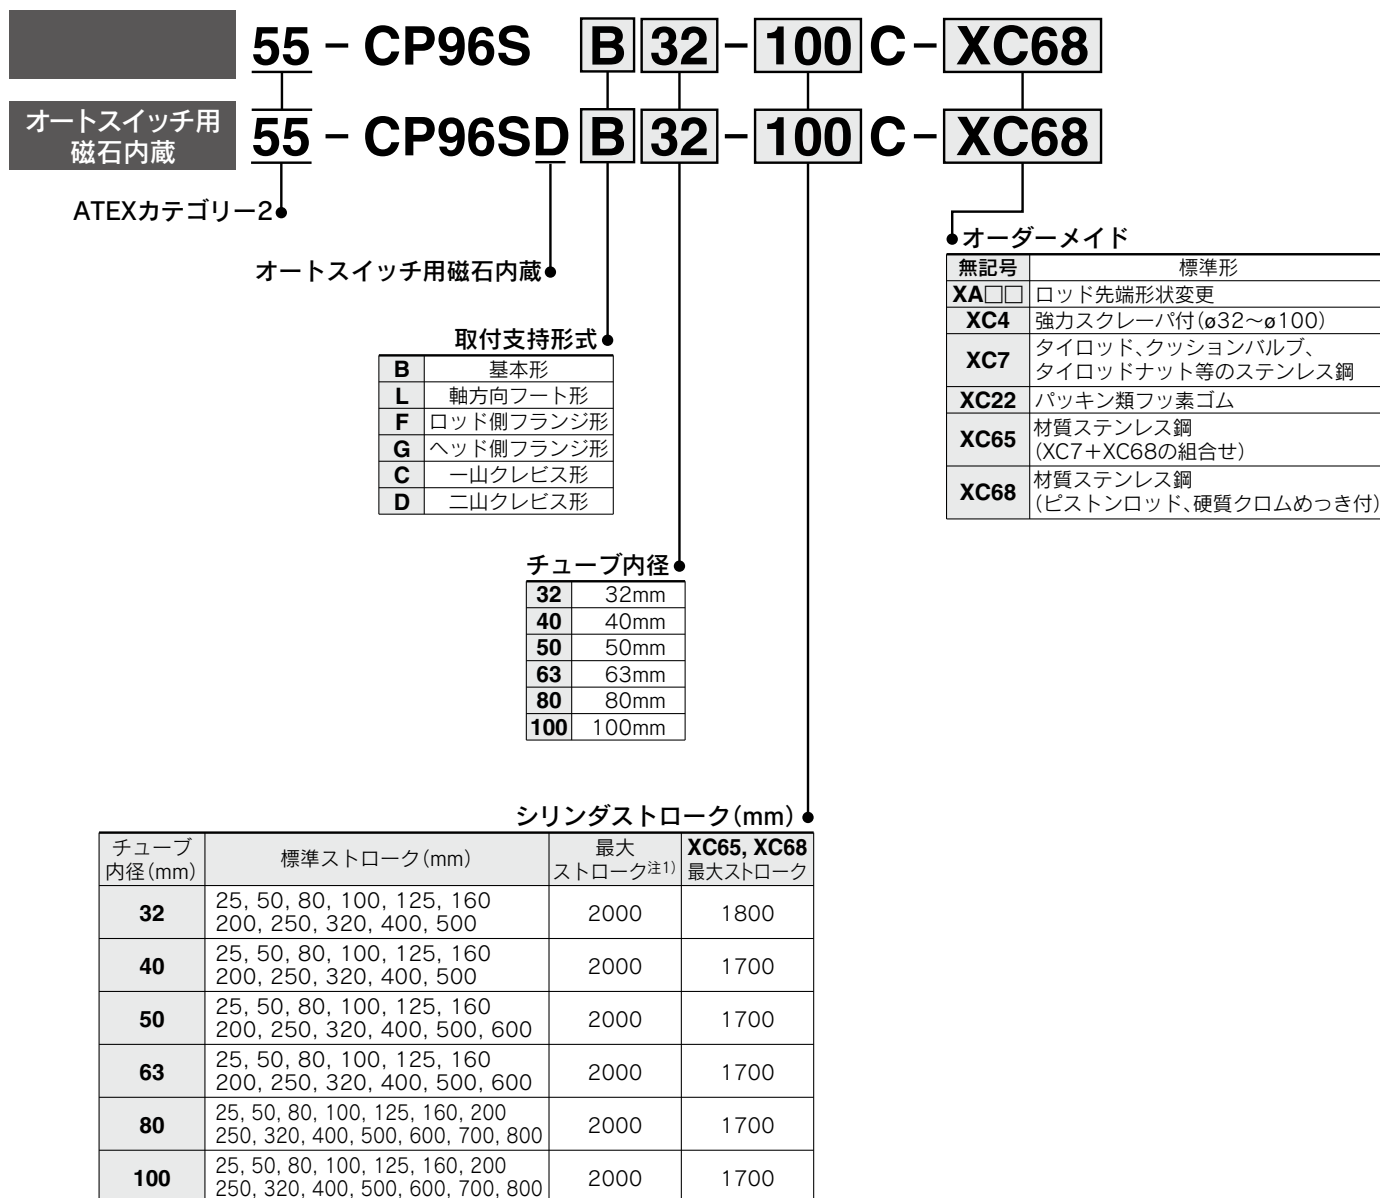 55 - CP96S B 32 - 100 C - XC68
オートスイッチ用
磁石内蔵
55 - CP96SD B 32 - 100 C - XC68
ATEXカテゴリー2
オートスイッチ用磁石内蔵
オーダーメイド
無記号 標準形
XA□□ ロッド先端形状変更
XC4 強力スクレーパ付(ø32～ø100)
XC7 タイロッド、クッションバルブ、
タイロッドナット等のステンレス鋼
XC22 パッキン類フッ素ゴム
XC65 材質ステンレス鋼
(XC7+XC68の組合せ)
XC68 材質ステンレス鋼
(ピストンロッド、硬質クロムめっき付)
取付支持形式
B 基本形
L 軸方向フート形
F ロッド側フランジ形
G ヘッド側フランジ形
C 一山クレビス形
D 二山クレビス形
チューブ内径
32 32mm
40 40mm
50 50mm
63 63mm
80 80mm
100 100mm
シリンダストローク(mm)
チューブ
内径(mm)
標準ストローク(mm)
最大
ストローク注1)
XC65, XC68
最大ストローク
32 25, 50, 80, 100, 125, 160
200, 250, 320, 400, 500 2000 1800
40 25, 50, 80, 100, 125, 160
200, 250, 320, 400, 500 2000 1700
50 25, 50, 80, 100, 125, 160
200, 250, 320, 400, 500, 600 2000 1700
63 25, 50, 80, 100, 125, 160
200, 250, 320, 400, 500, 600 2000 1700
80 25, 50, 80, 100, 125, 160, 200
250, 320, 400, 500, 600, 700, 800 2000 1700
100 25, 50, 80, 100, 125, 160, 200
250, 320, 400, 500, 600, 700, 800 2000 1700